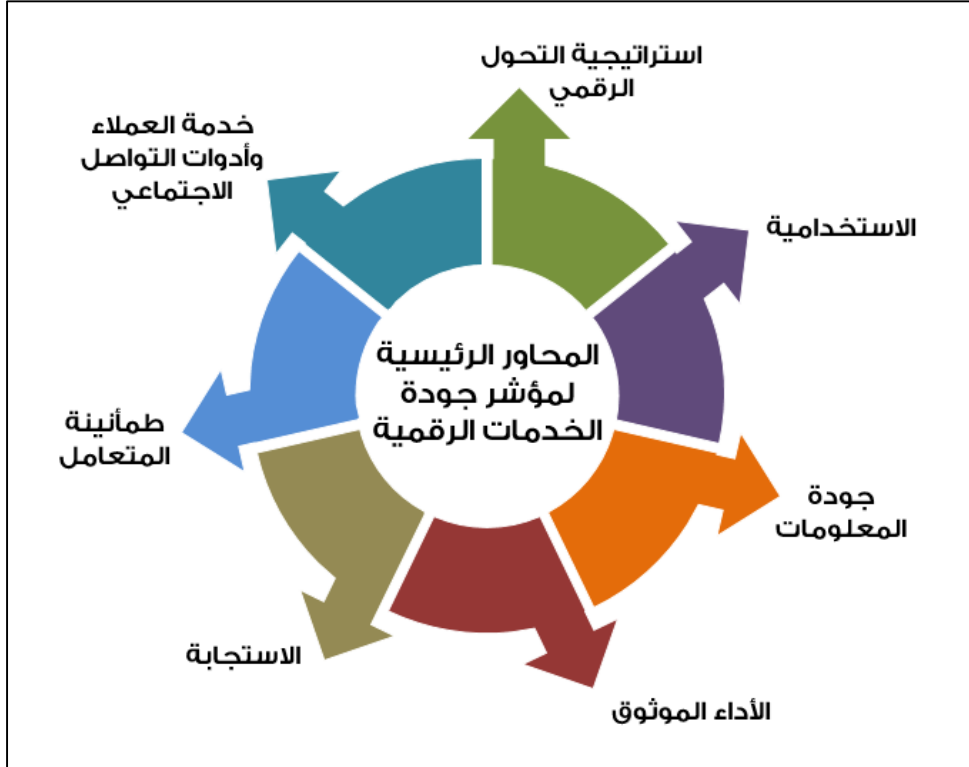 استراتيجية التحول
الرقمي
خدمة العملاء
وأدوات التواصل
الاجتماعي
الاستخدامية
المحاور الرئيسية
لمؤشر جودة
الخدمات الرقمية
طمأنينة
المتعامل
جودة
المعلومات
الاستجابة
الأداء الموثوق